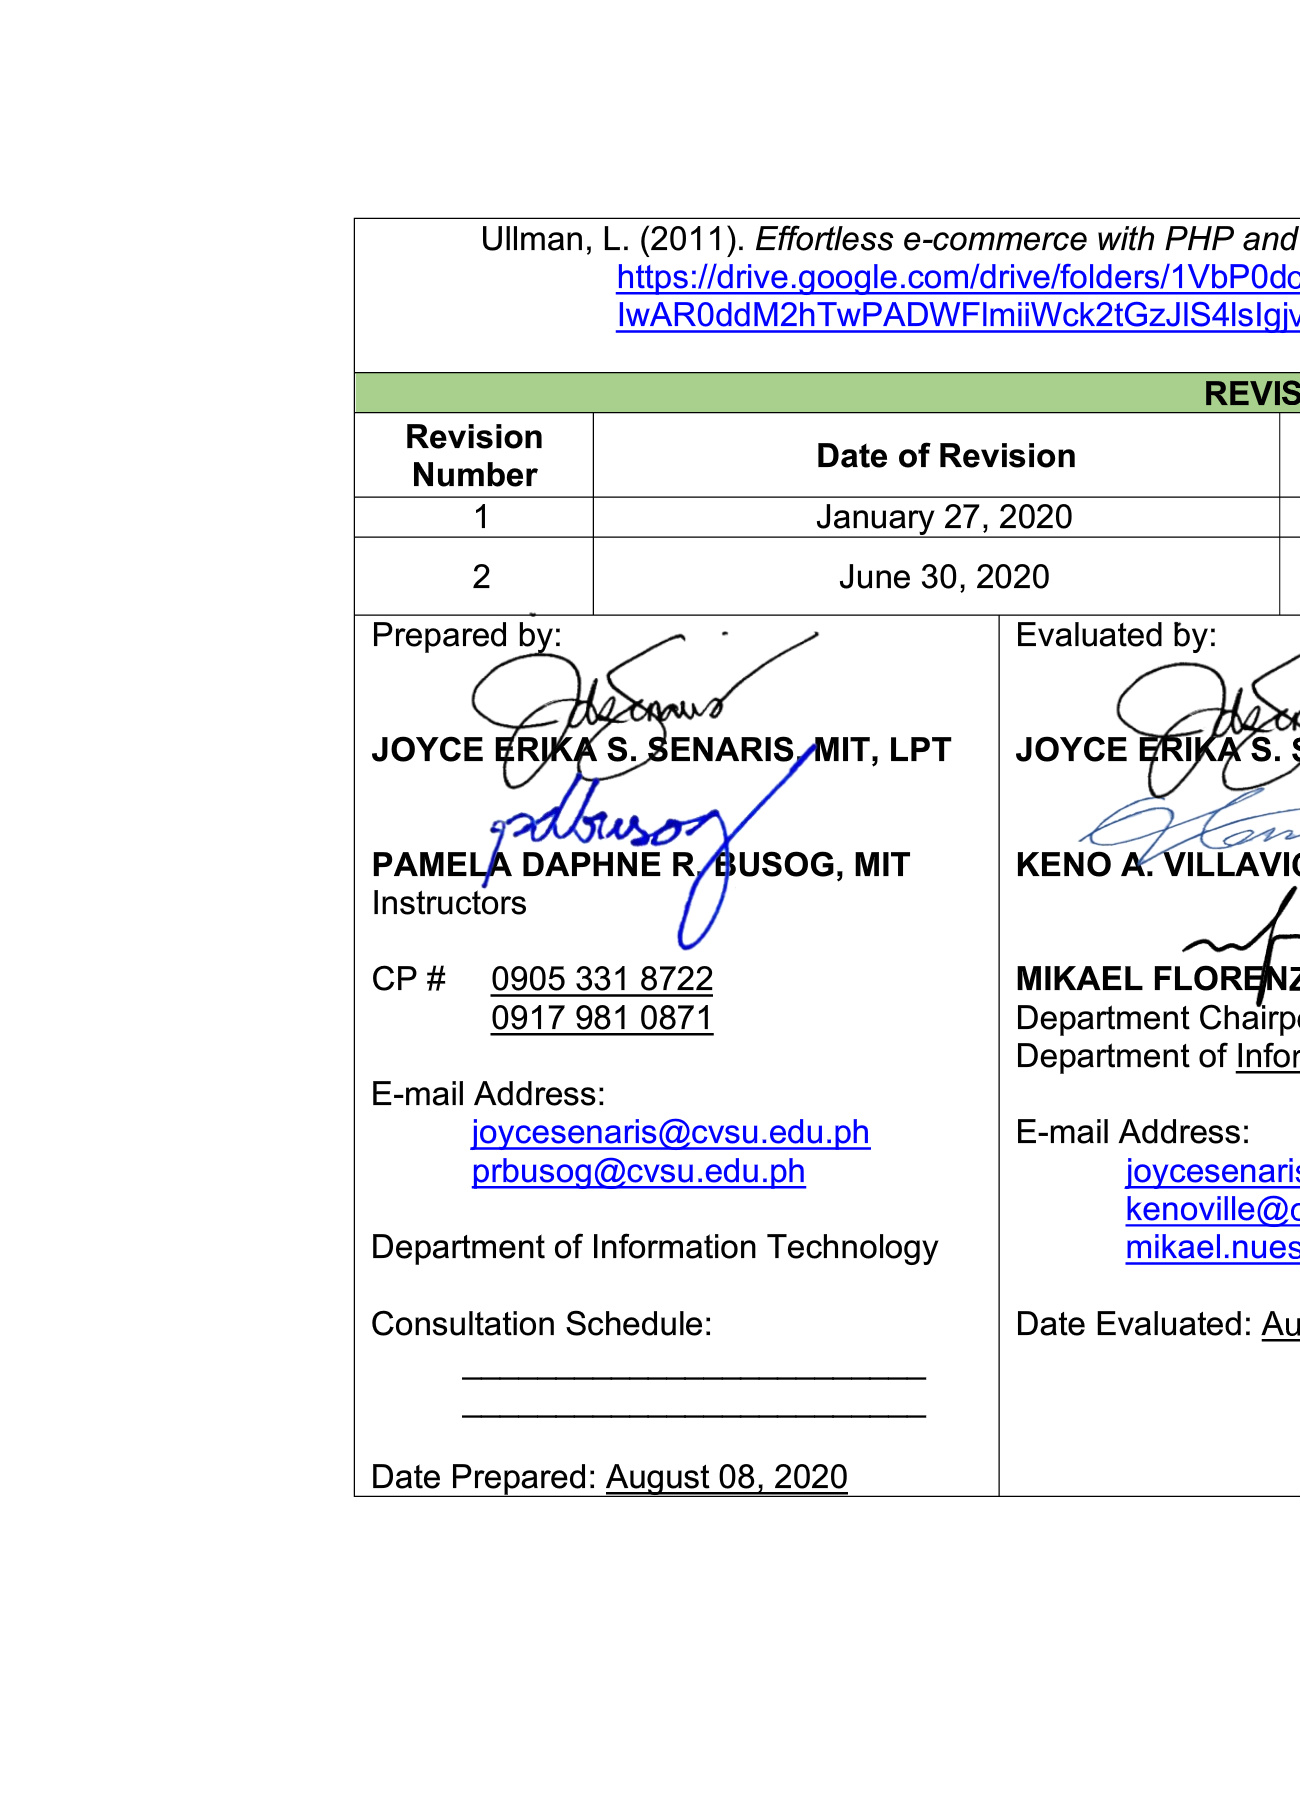 Ullman, L. (2011). Effortless e-commerce with PHP and
https://drive.google.com/drive/folders/1VbP0dc
IwAR0ddM2hTwPADWFlmiiWck2tGzJlS4lsIgjv
REVIS
Revision Number
Date of Revision
1
January 27, 2020
2
June 30, 2020
Prepared by:
JOYCE ERIKA S. SENARIS, MIT, LPT
pdbusog
PAMELA DAPHNE R. BUSOG, MIT
Instructors
CP # 0905 331 8722
0917 981 0871
E-mail Address:
joycesenaris@cvsu.edu.ph
prbusog@cvsu.edu.ph
Department of Information Technology
Consultation Schedule:
Date Prepared: August 08, 2020
Evaluated by:
JOYCE ERIKA S. S
KENO A. VILLAVIC
MIKAEL FLORENZ
Department Chairpe
Department of Infor
E-mail Address:
joycesenaris
kenoville@c
mikael.nues
Date Evaluated: Au